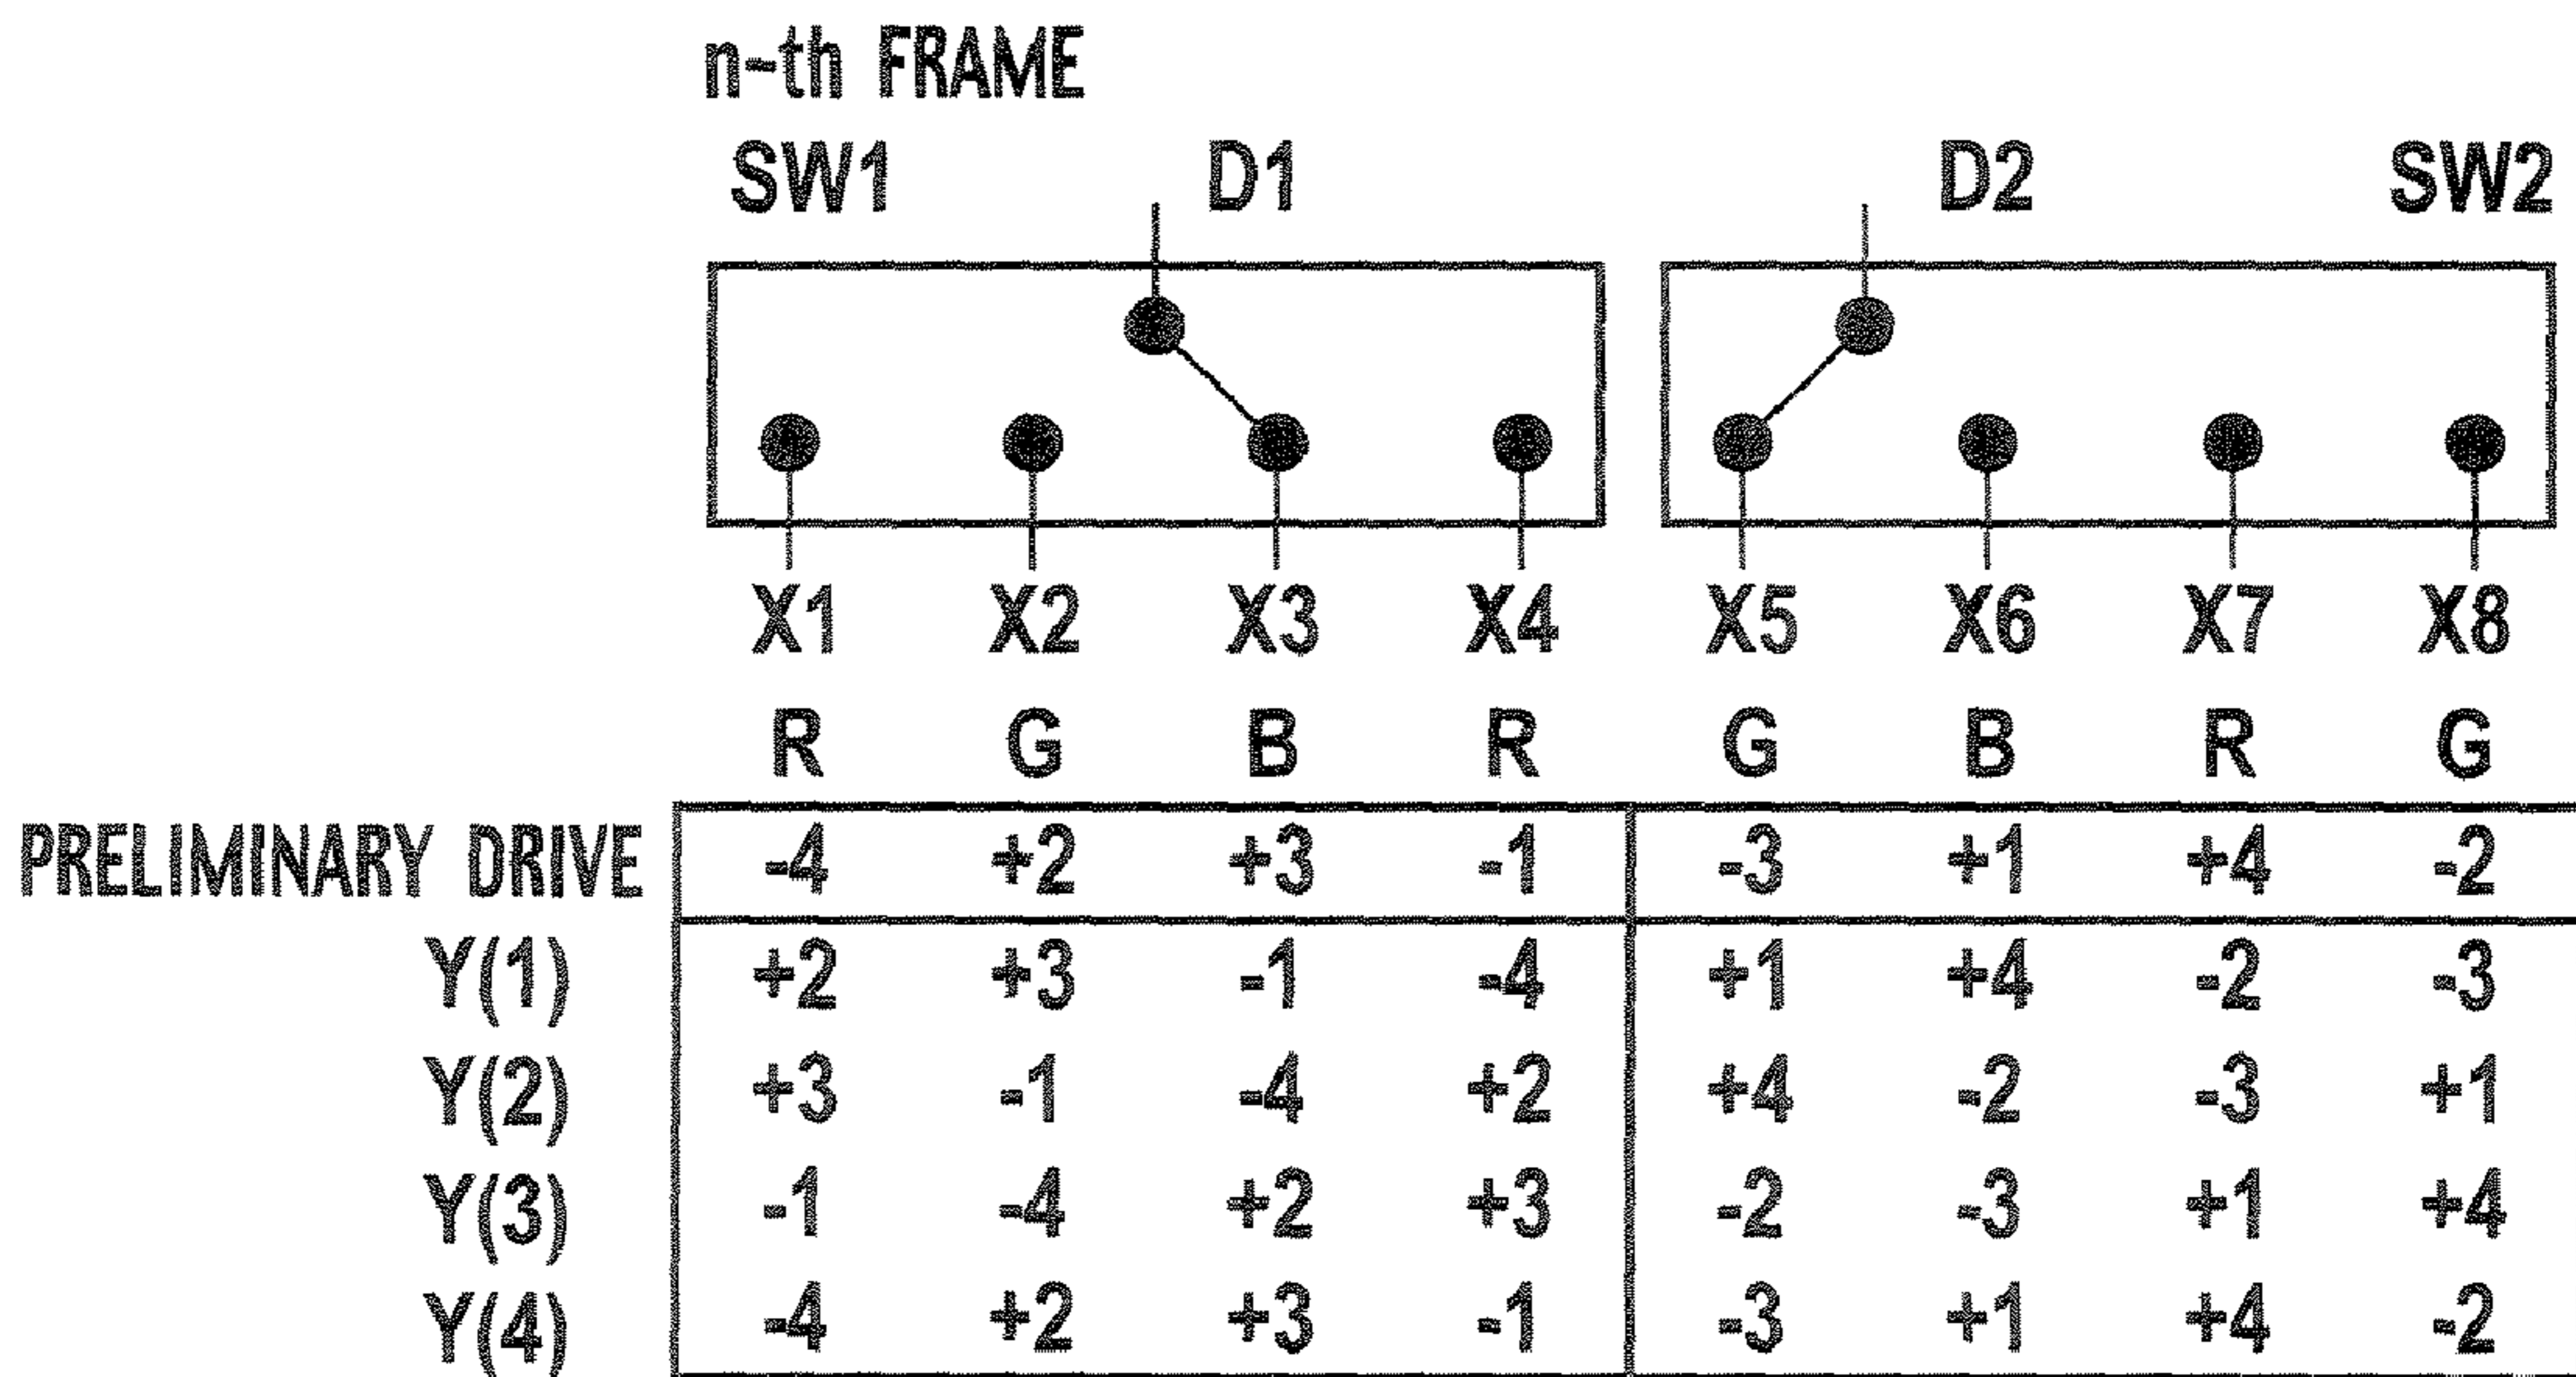 n-th FRAME
SW1 D1 D2 SW2
X1 X2 X3 X4 X5 X6 X7 X8
R G B R G B R G
PRELIMINARY DRIVE -4 +2 +3 -1 -3 +1 +4 -2
Y(1) +2 +3 -1 -4 +1 +4 -2 -3
Y(2) +3 -1 -4 +2 +4 -2 -3 +1
Y(3) -1 -4 +2 +3 -2 -3 +1 +4
Y(4) -4 +2 +3 -1 -3 +1 +4 -2